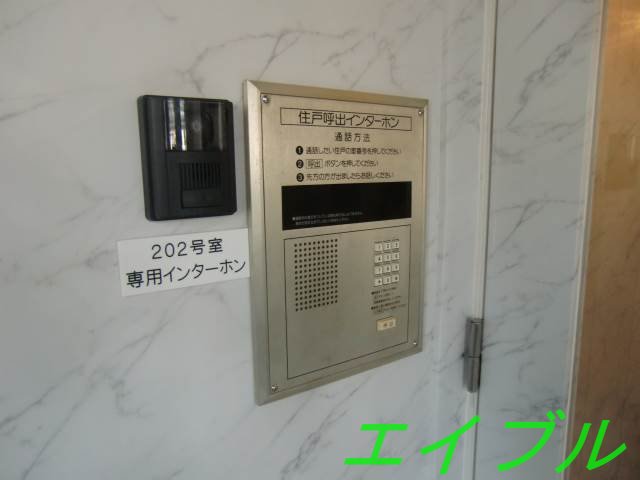 202号室
専用インターホン
住戸呼出インターホン
通話方法
❶ 通話したい住戸の室番号を押してください
❷ 呼出 ボタンを押してください
❸ 先方の方が出ましたらお話しください
エイブル